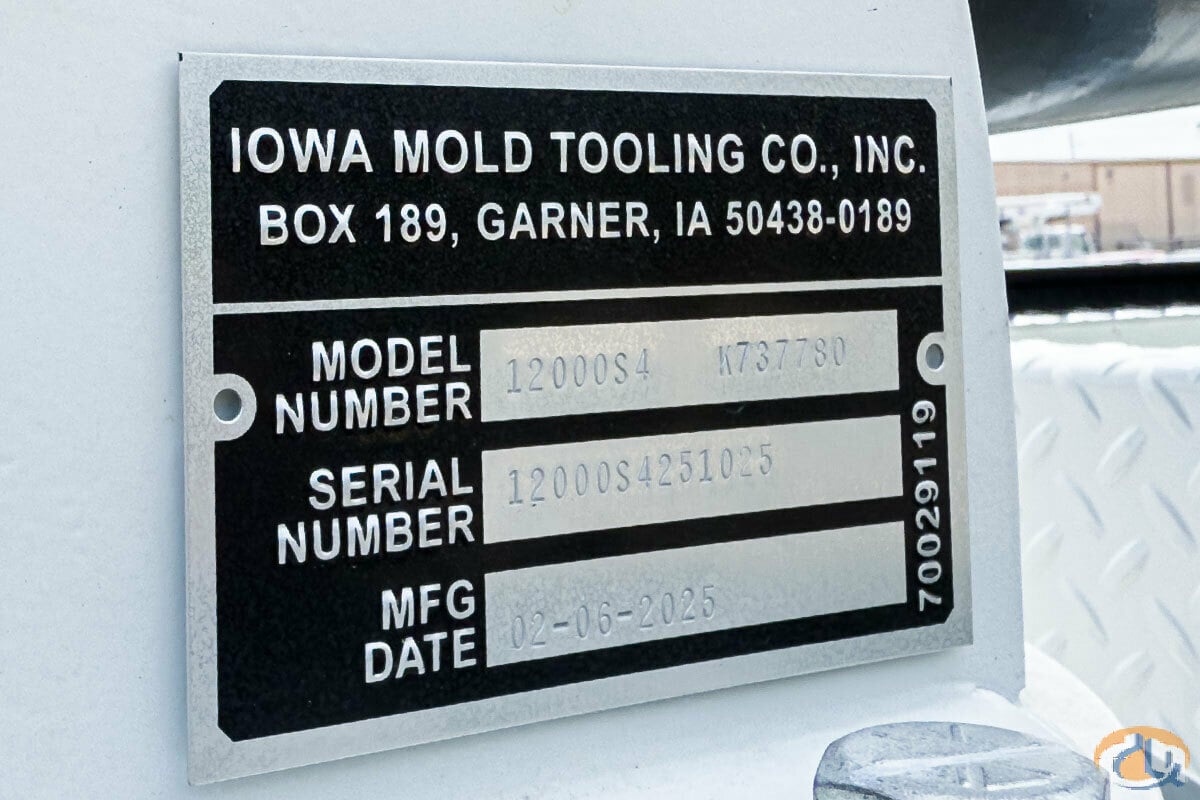 IOWA MOLD TOOLING CO., INC.
BOX 189, GARNER, IA 50438-0189
MODEL NUMBER 12000S4 K737780
SERIAL NUMBER 12000S4251025
MFG DATE 02-06-2025
700029119